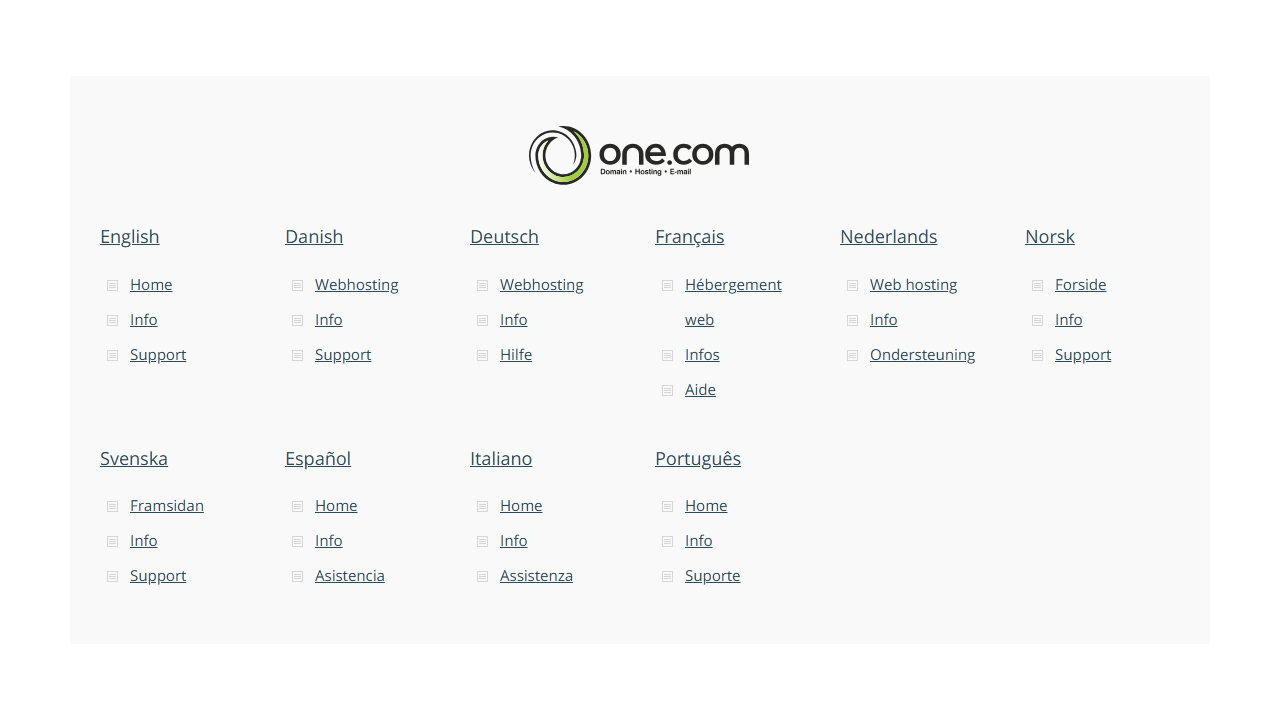 one.com
Domain • Hosting • E-mail
English
Home
Info
Support
Danish
Webhosting
Info
Support
Deutsch
Webhosting
Info
Hilfe
Français
Hébergement
web
Infos
Aide
Nederlands
Web hosting
Info
Ondersteuning
Norsk
Forside
Info
Support
Svenska
Framsidan
Info
Support
Español
Home
Info
Asistencia
Italiano
Home
Info
Assistenza
Português
Home
Info
Suporte